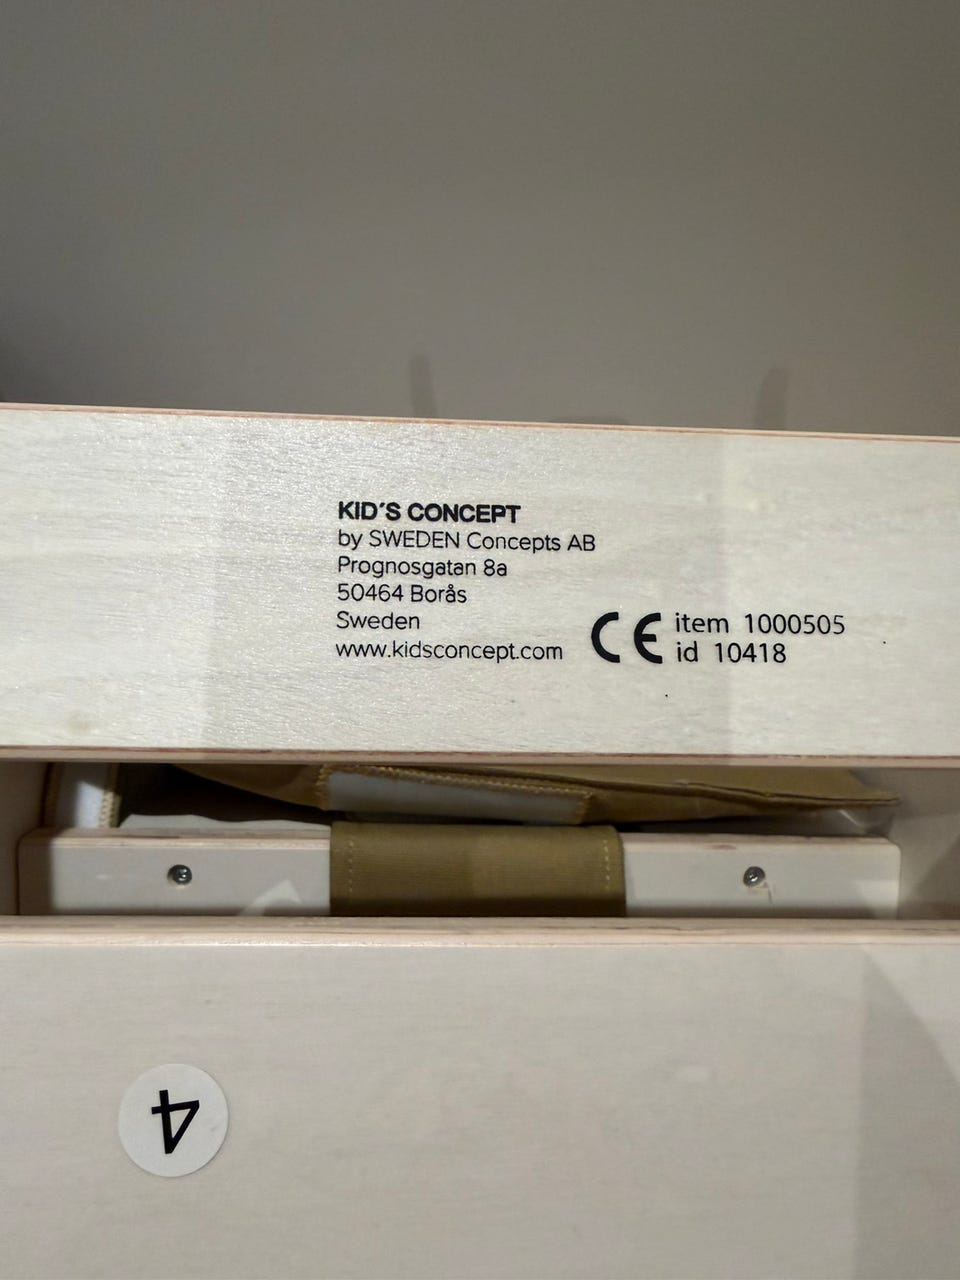 KID´S CONCEPT
by SWEDEN Concepts AB
Prognosgatan 8a
50464 Borås
Sweden
www.kidsconcept.com
CE item 1000505
id 10418
4